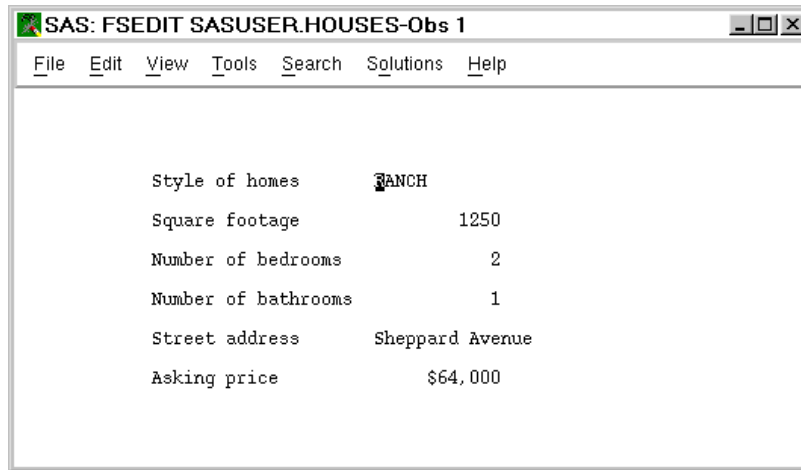 SAS: FSEDIT SASUSER.HOUSES-Obs 1
File Edit View Tools Search Solutions Help
Style of homes RANCH
Square footage 1250
Number of bedrooms 2
Number of bathrooms 1
Street address Sheppard Avenue
Asking price $64,000